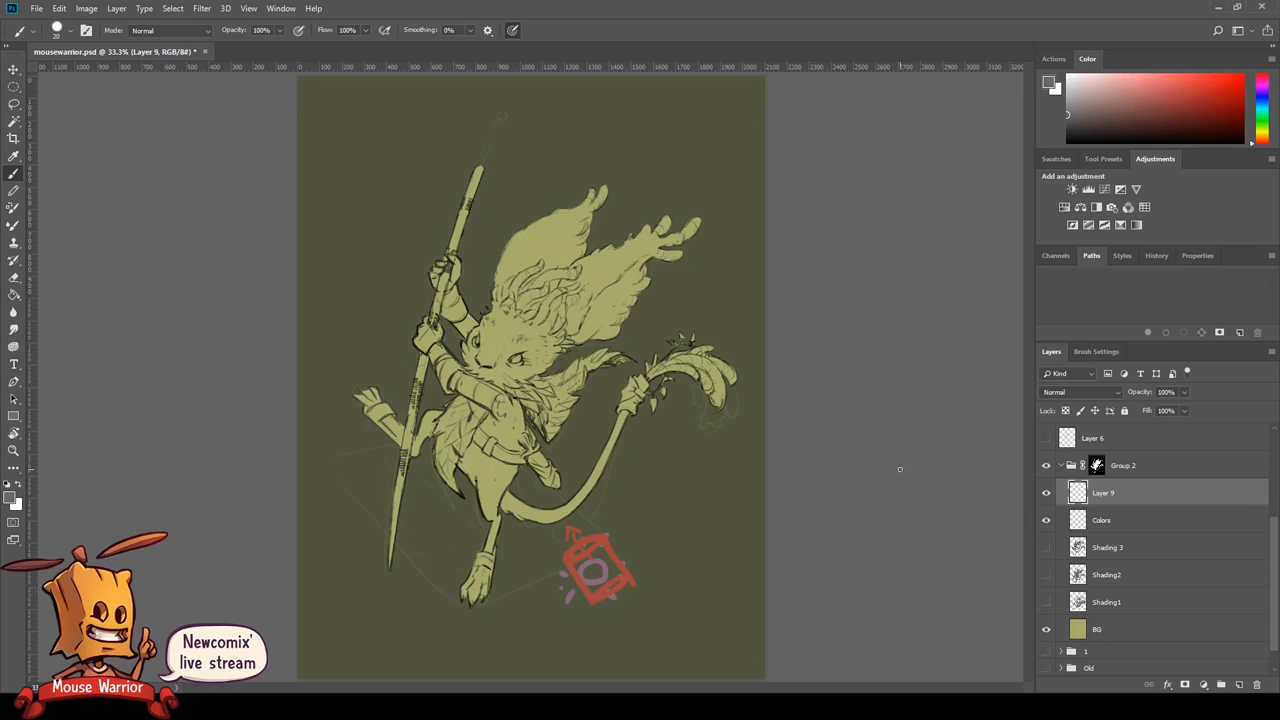 Ps File Edit Image Layer Type Select Filter 3D View Window Help
20 Mode: Normal Opacity: 100% Flow: 100% Smoothing: 0%
mousewarrior.psd @ 33.3% (Layer 9, RGB/8#) * ×
Actions Color
Swatches Tool Presets Adjustments
Add an adjustment
Channels Paths Styles History Properties
Layers Brush Settings
Kind
Normal Opacity: 100%
Lock: Fill: 100%
Layer 6
Group 2
Layer 9
Colors
Shading 3
Shading2
Shading1
BG
1
Old
Newcomix'
live stream
Mouse Warrior